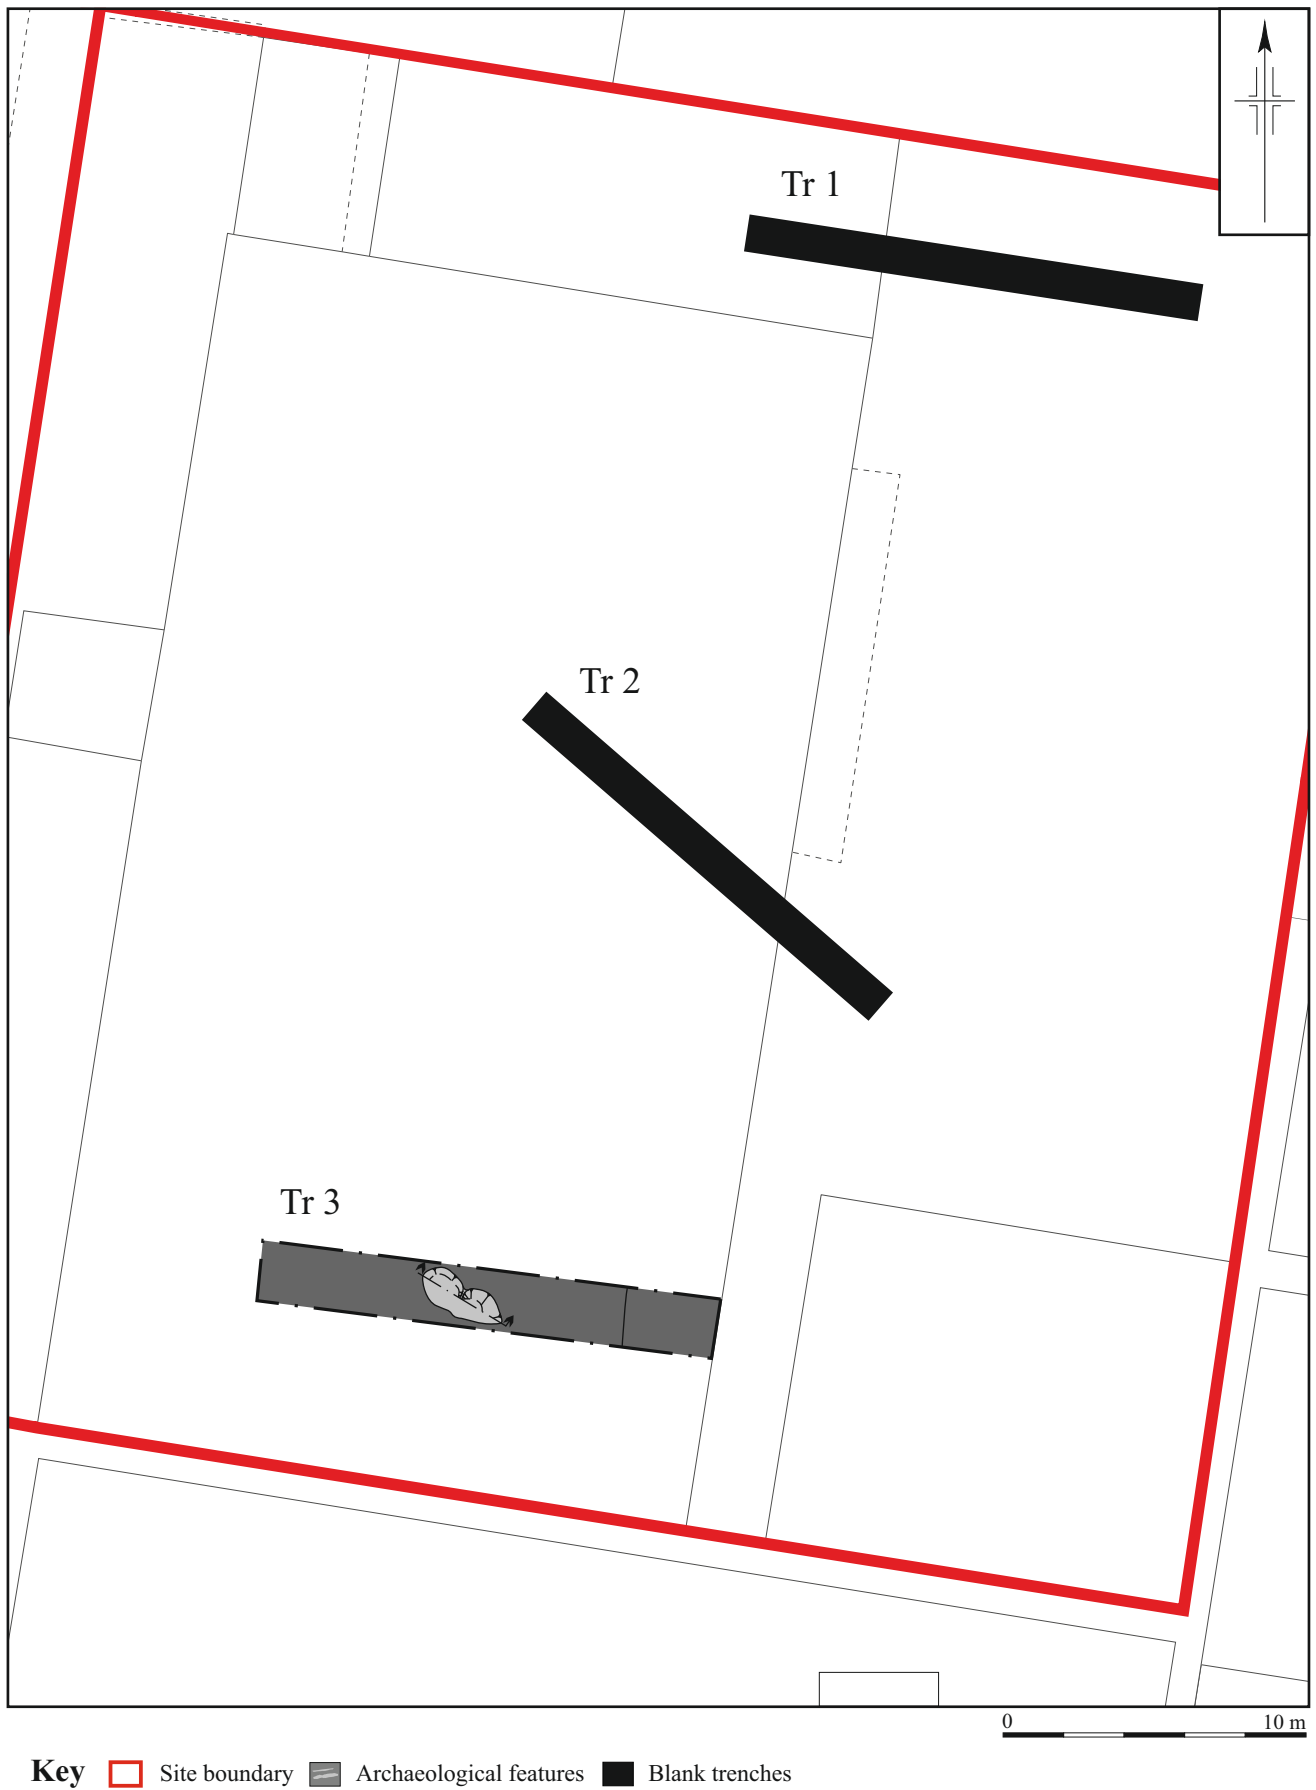 Tr 1
Tr 2
Tr 3
0 10 m
Key Site boundary Archaeological features Blank trenches